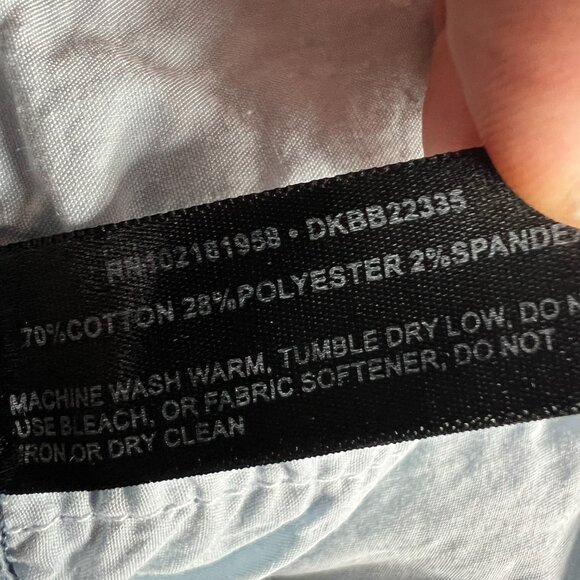 RN102161958 • DKBB22335
70%COTTON 28%POLYESTER 2%SPANDE
MACHINE WASH WARM, TUMBLE DRY LOW, DO N
USE BLEACH, OR FABRIC SOFTENER, DO NOT
IRON OR DRY CLEAN